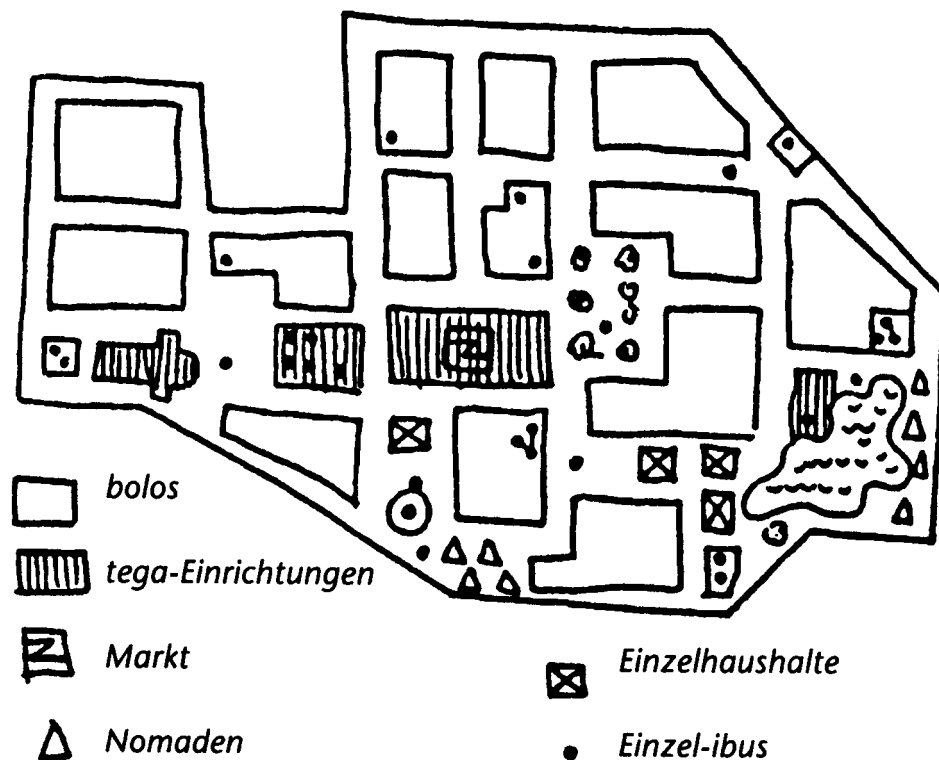 bolos
tega-Einrichtungen
Markt
Nomaden
Einzelhaushalte
Einzel-ibus